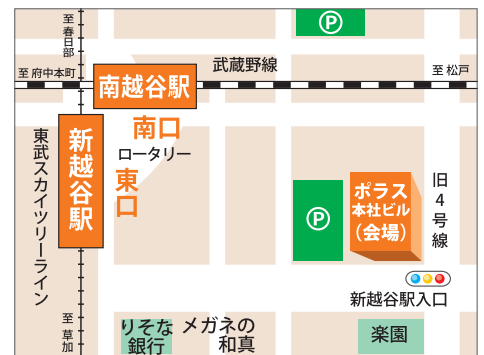 至
春
日
部
P
至 府中本町
南越谷駅
武蔵野線
至 松戸
南口
ロータリー
新越谷駅
東口
東武スカイツリーライン
P
ポラス
本社ビル
(会場)
旧4号線
新越谷駅入口
至
草
加
りそな
銀行
メガネの
和真
楽園